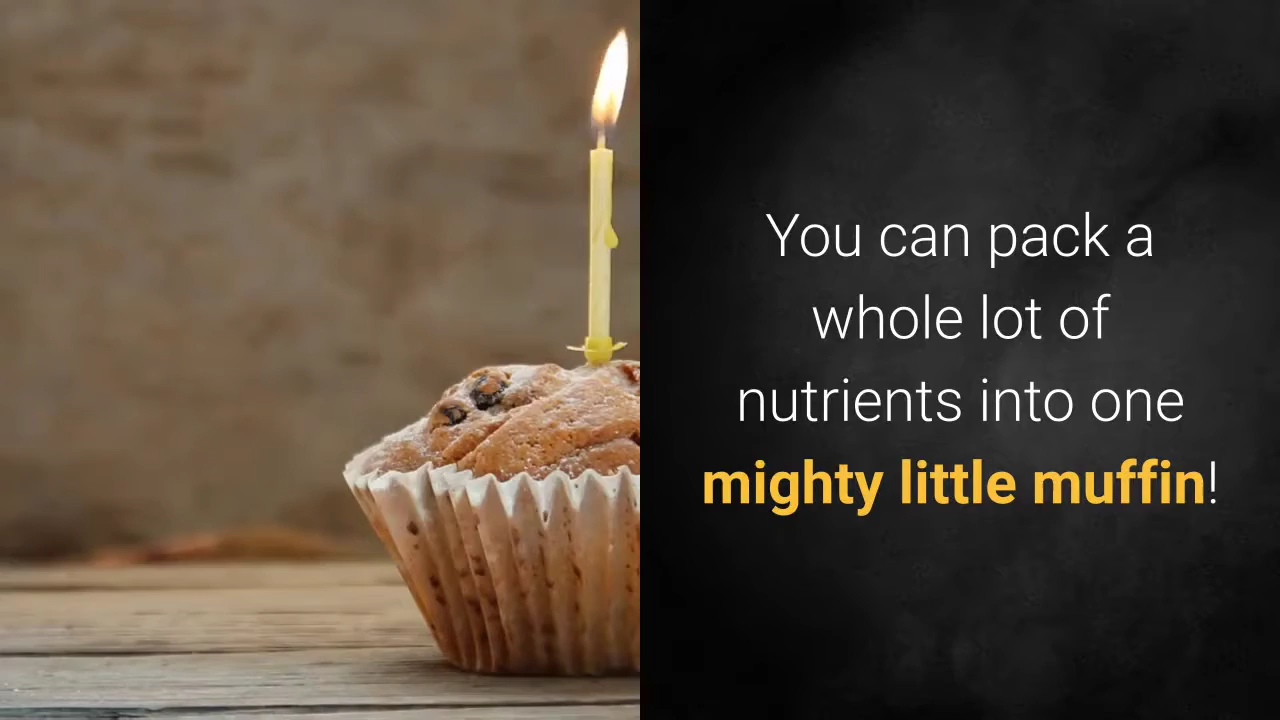 You can pack a
whole lot of
nutrients into one
mighty little muffin!